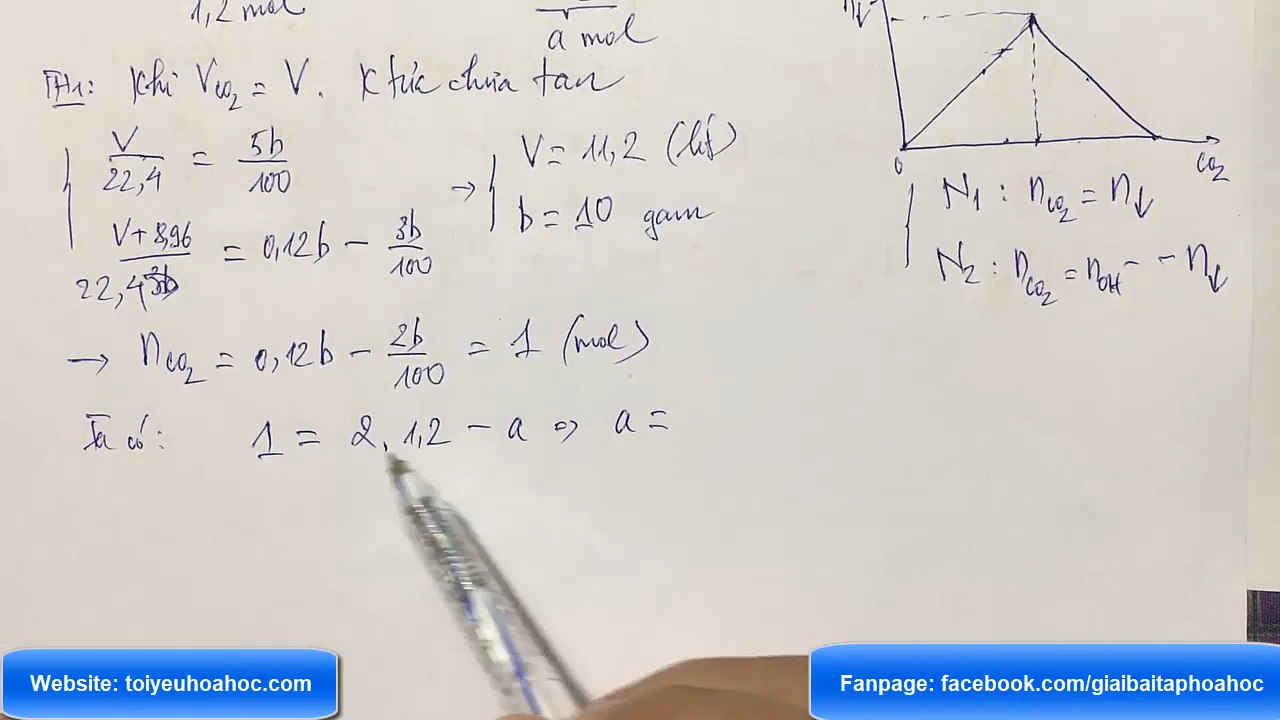 1,2 mol
a mol
n↓
TH1: Khi V_CO2 = V. Ktủa chưa tan
V/22,4 = 5b/100
→ V = 11,2 (lít)
b = 10 gam
V+8,96/22,4 = 0,12b - 3b/100
0
CO2
N1 : n_CO2 = n↓
N2 : n_CO2 = n_OH- - n↓
→ n_CO2 = 0,12b - 2b/100 = 1 (mol)
Ta có: 1 = 2.1,2 - a ⇒ a =
Website: toiyeuhoahoc.com
Fanpage: facebook.com/giaibaitaphoahoc